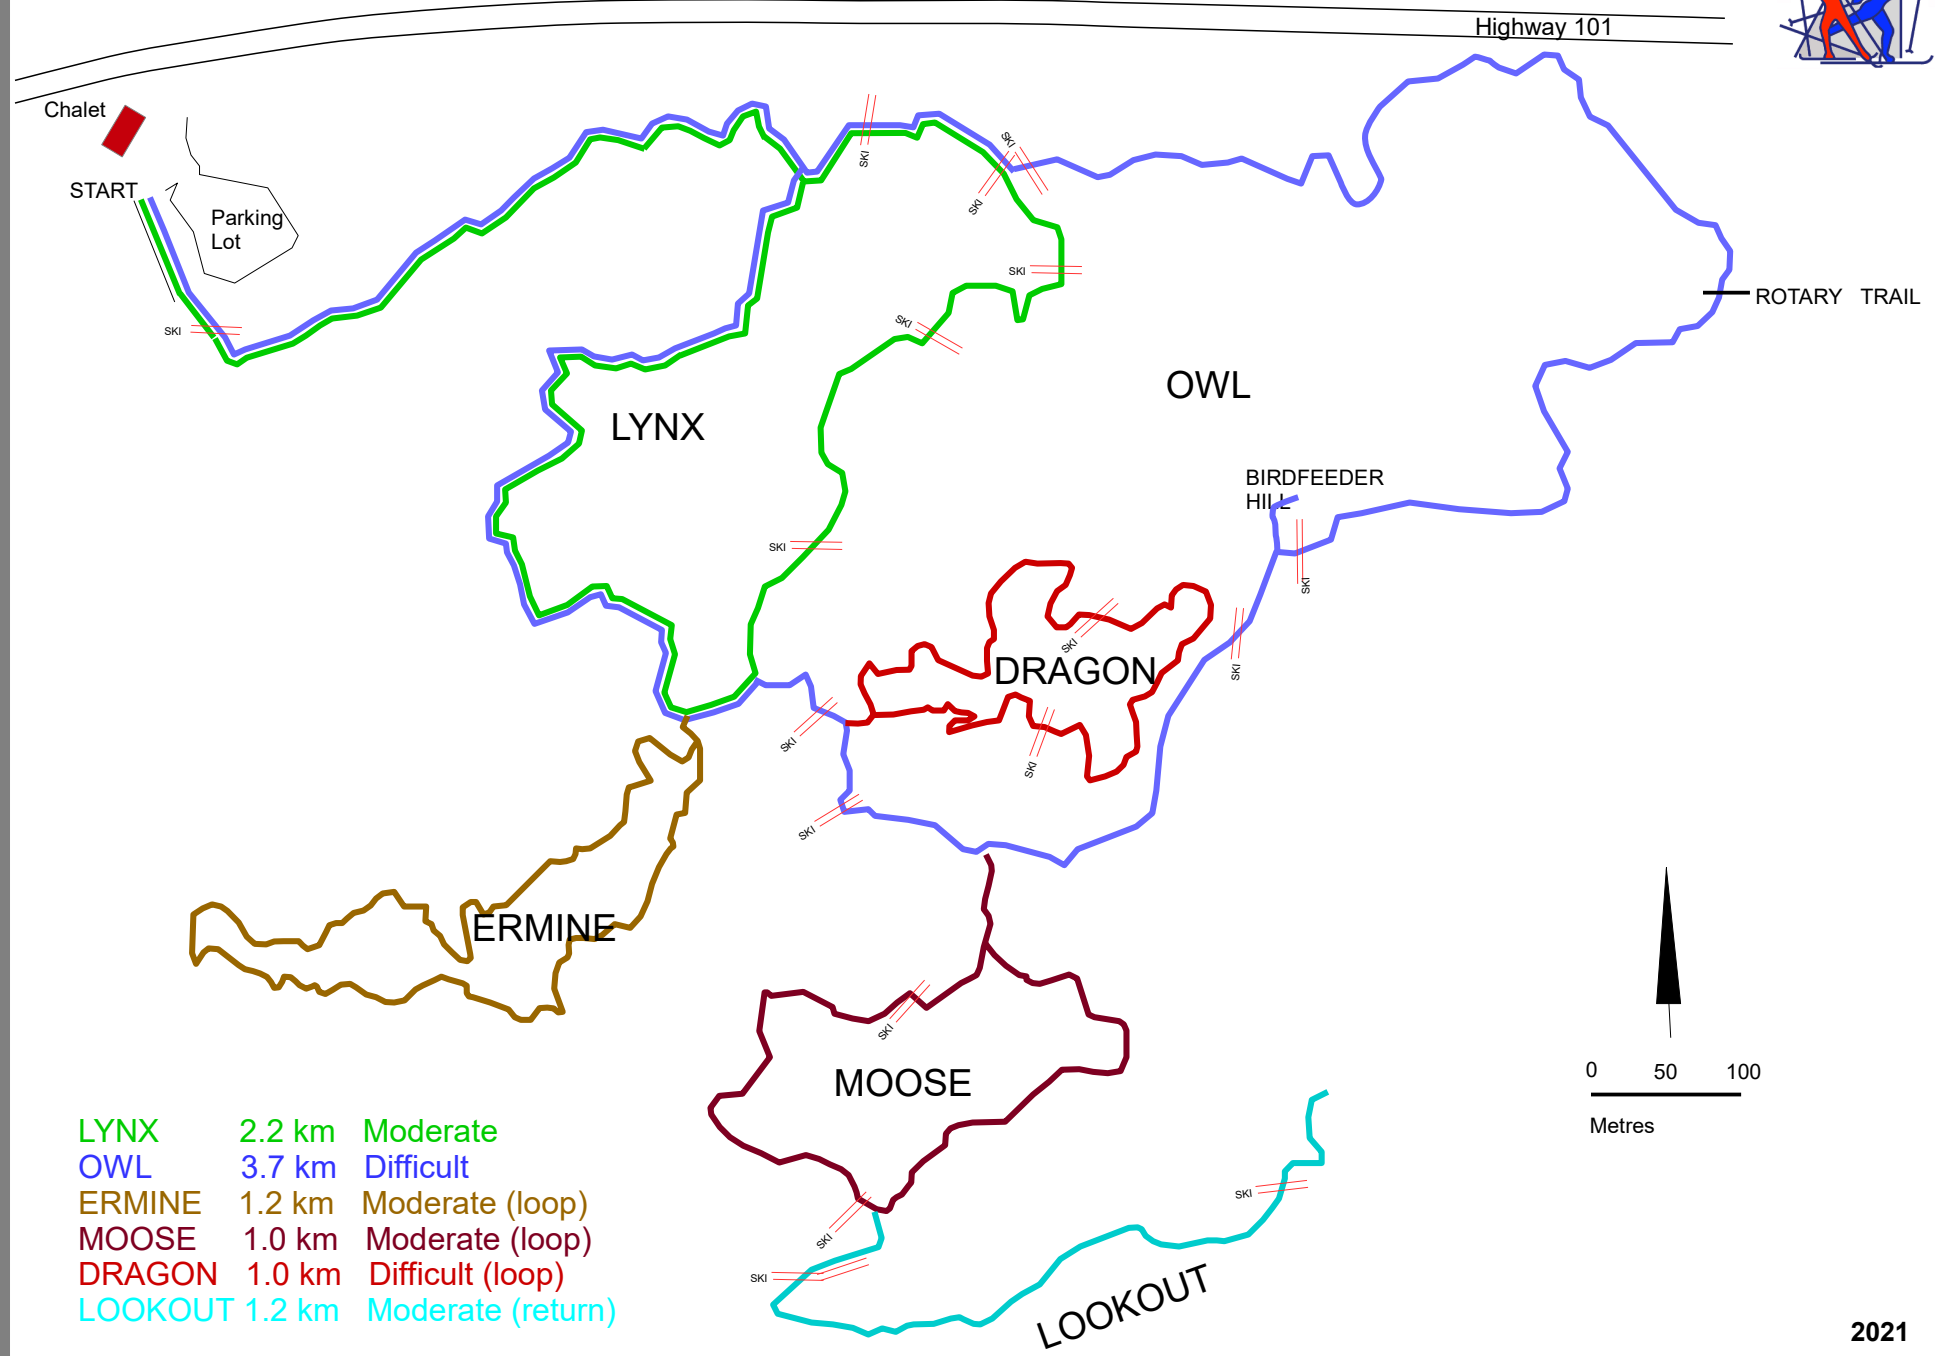 Highway 101
Chalet
START
Parking
Lot
SKI
SKI
SKI
SKI
SKI
SKI
ROTARY TRAIL
OWL
LYNX
BIRDFEEDER
HILL
SKI
SKI
SKI
SKI
DRAGON
SKI
SKI
SKI
ERMINE
SKI
MOOSE
0 50 100
Metres
LYNX 2.2 km Moderate
OWL 3.7 km Difficult
ERMINE 1.2 km Moderate (loop)
MOOSE 1.0 km Moderate (loop)
DRAGON 1.0 km Difficult (loop)
LOOKOUT 1.2 km Moderate (return)
SKI
SKI
SKI
LOOKOUT
2021